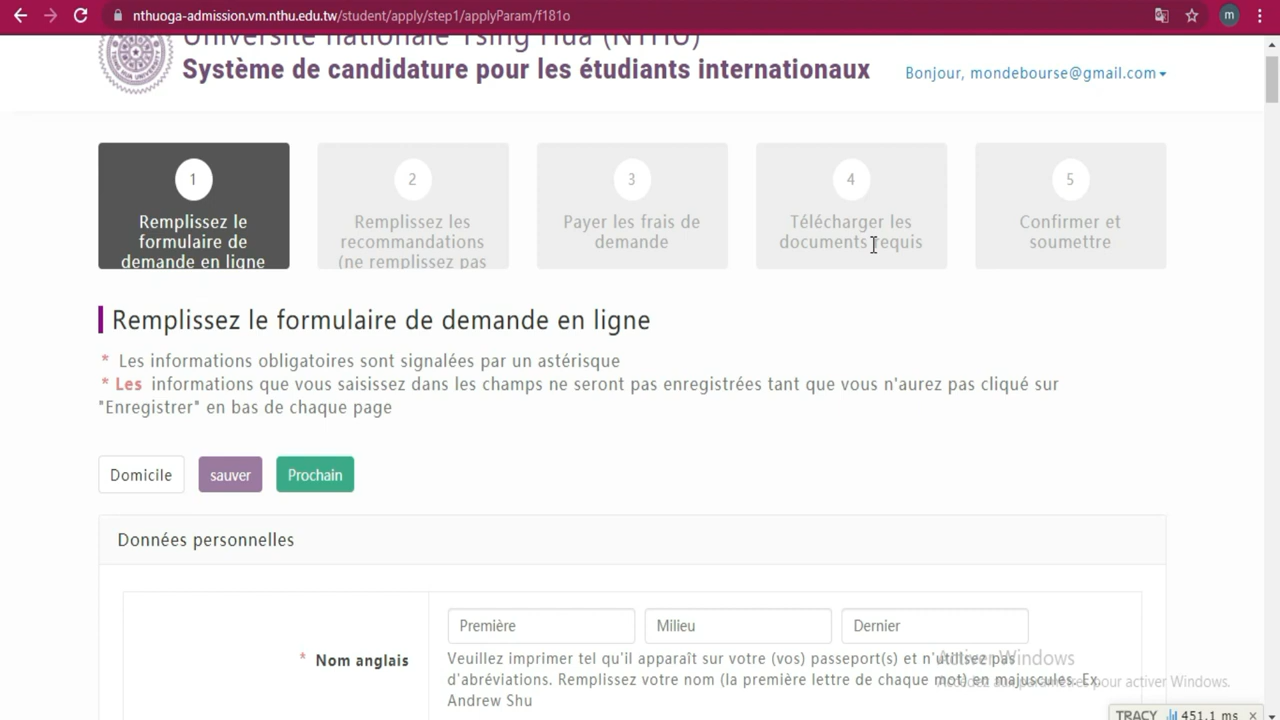 nthuoga-admission.vm.nthu.edu.tw/student/apply/step1/applyParam/f181o
m
Université nationale Tsing Hua (NTHU)
Système de candidature pour les étudiants internationaux
Bonjour, mondebourse@gmail.com
1
Remplissez le
formulaire de
demande en ligne
2
Remplissez les
recommandations
(ne remplissez pas
3
Payer les frais de
demande
4
Télécharger les
documents requis
5
Confirmer et
soumettre
Remplissez le formulaire de demande en ligne
* Les informations obligatoires sont signalées par un astérisque
* Les informations que vous saisissez dans les champs ne seront pas enregistrées tant que vous n'aurez pas cliqué sur
"Enregistrer" en bas de chaque page
Domicile sauver Prochain
Données personnelles
Première Milieu Dernier
* Nom anglais
Veuillez imprimer tel qu'il apparaît sur votre (vos) passeport(s) et n'utilisez pas
d'abréviations. Remplissez votre nom (la première lettre de chaque mot) en majuscules. Ex.
Andrew Shu
Activer Windows
Accédez aux paramètres pour activer Windows.
TRACY 451.1 ms ×